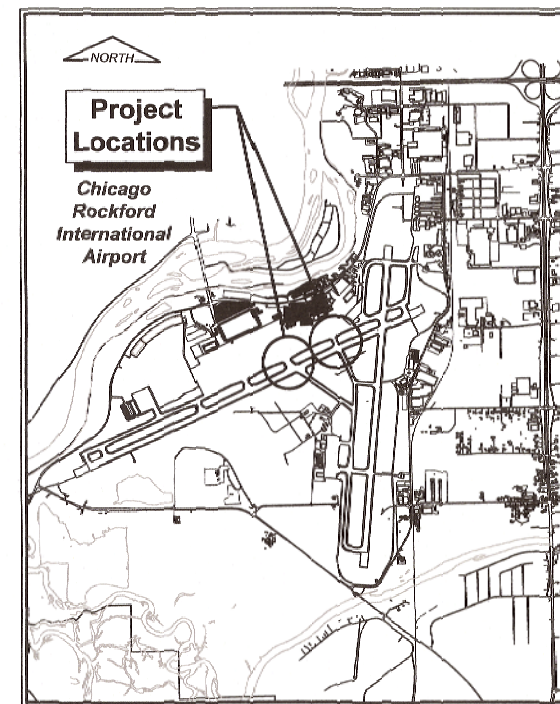 NORTH
Project
Locations
Chicago
Rockford
International
Airport